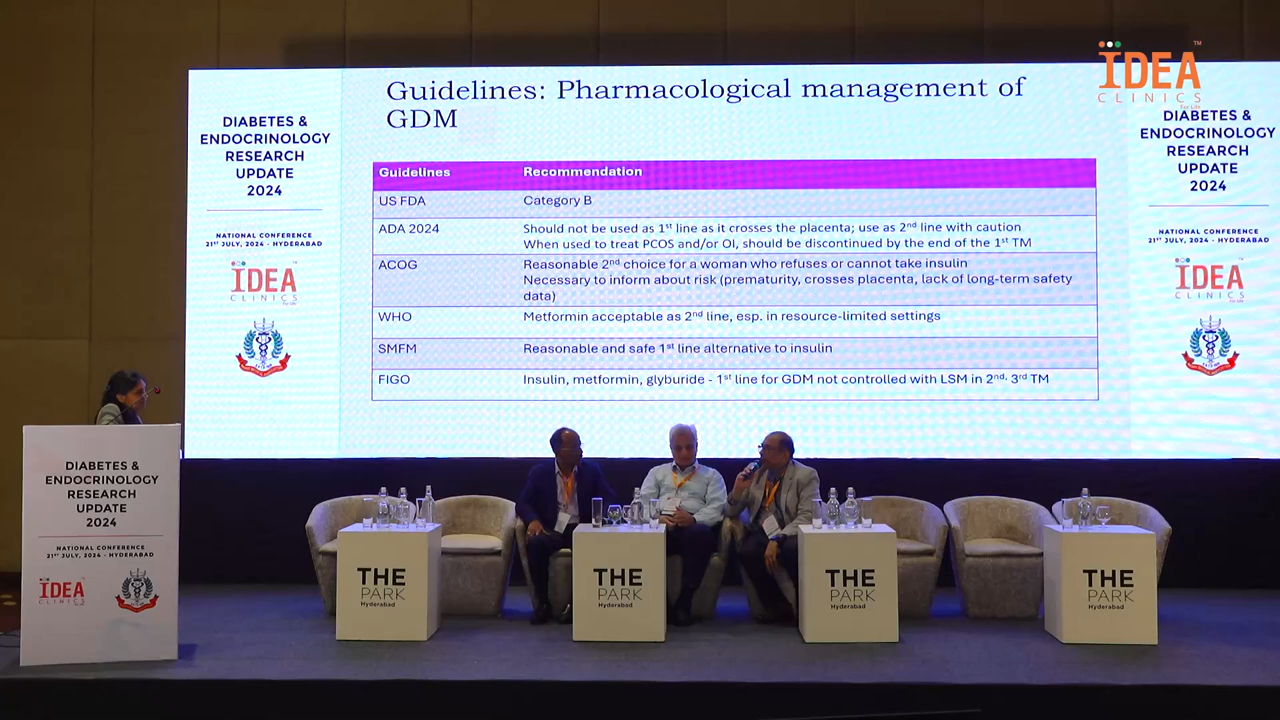 IDEA
CLINICS
For Life
TM
Guidelines: Pharmacological management of
GDM
DIABETES &
ENDOCRINOLOGY
RESEARCH
UPDATE
2024
NATIONAL CONFERENCE
21ST JULY, 2024 - HYDERABAD
IDEA
CLINICS
For Life
Guidelines Recommendation
US FDA Category B
ADA 2024 Should not be used as 1st line as it crosses the placenta; use as 2nd line with caution
When used to treat PCOS and/or OI, should be discontinued by the end of the 1st TM
ACOG Reasonable 2nd choice for a woman who refuses or cannot take insulin
Necessary to inform about risk (prematurity, crosses placenta, lack of long-term safety
data)
WHO Metformin acceptable as 2nd line, esp. in resource-limited settings
SMFM Reasonable and safe 1st line alternative to insulin
FIGO Insulin, metformin, glyburide - 1st line for GDM not controlled with LSM in 2nd, 3rd TM
DIABETES &
ENDOCRINOLOGY
RESEARCH
UPDATE
2024
NATIONAL CONFERENCE
21ST JULY, 2024 - HYDERABAD
IDEA
CLINICS
For Life
DIABETES &
ENDOCRINOLOGY
RESEARCH
UPDATE
2024
NATIONAL CONFERENCE
21ST JULY, 2024 - HYDERABAD
IDEA
CLINICS
THE
PARK
Hyderabad
THE
PARK
Hyderabad
THE
PARK
Hyderabad
THE
PARK
Hyderabad